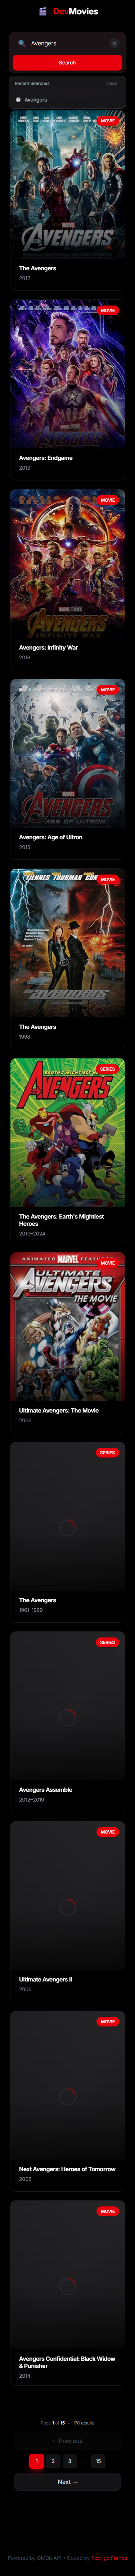 DevMovies
Avengers
Search
Recent Searches
Clear
Avengers
MOVIE
AVENGERS
The Avengers
2012
MOVIE
AVENGERS
Avengers: Endgame
2019
MOVIE
AVENGERS
INFINITY WAR
Avengers: Infinity War
2018
MOVIE
MARVEL
AVENGERS
AGE OF ULTRON
Avengers: Age of Ultron
2015
MOVIE
FIENNES THURMAN CONNERY
The Avengers
1998
SERIES
AVENGERS
The Avengers: Earth's Mightiest
Heroes
2010–2024
MOVIE
ANIMATED MARVEL FEATURES
ULTIMATE
AVENGERS
THE MOVIE
Ultimate Avengers: The Movie
2006
SERIES
The Avengers
1961–1969
SERIES
Avengers Assemble
2012–2019
MOVIE
Ultimate Avengers II
2006
MOVIE
Next Avengers: Heroes of Tomorrow
2008
MOVIE
Avengers Confidential: Black Widow
& Punisher
2014
Page 1 of 15 • 170 results
← Previous
1 2 3 15
Next →
Powered by OMDb API • Coded by